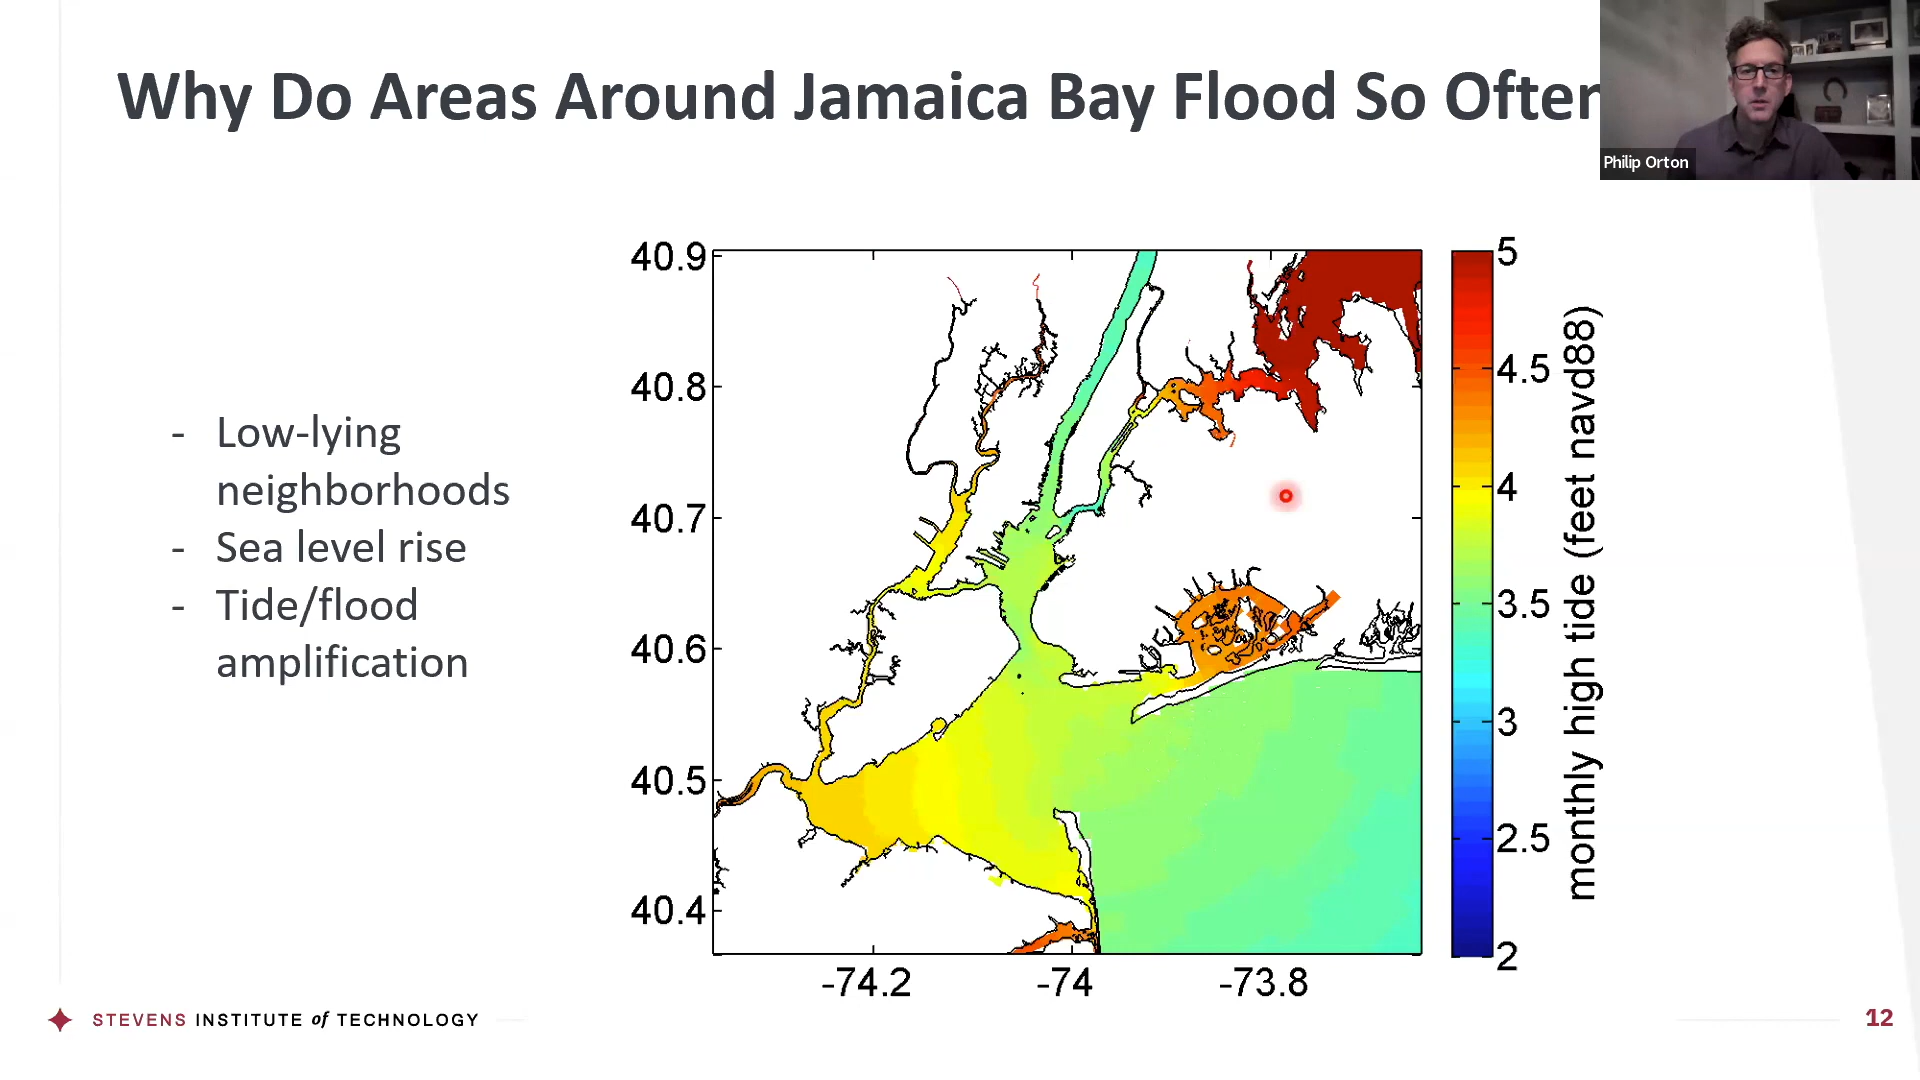 Why Do Areas Around Jamaica Bay Flood So Often
Philip Orton
- Low-lying
neighborhoods
- Sea level rise
- Tide/flood
amplification
40.9
40.8
40.7
40.6
40.5
40.4
-74.2
-74
-73.8
5
4.5
4
3.5
3
2.5
2
monthly high tide (feet navd88)
STEVENS INSTITUTE of TECHNOLOGY
12